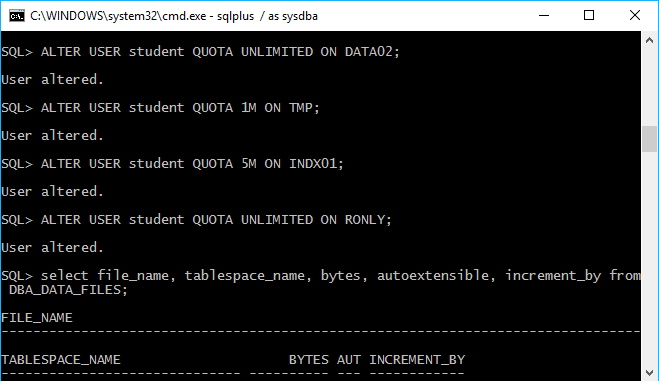 C:\WINDOWS\system32\cmd.exe - sqlplus / as sysdba
SQL> ALTER USER student QUOTA UNLIMITED ON DATA02;
User altered.
SQL> ALTER USER student QUOTA 1M ON TMP;
User altered.
SQL> ALTER USER student QUOTA 5M ON INDX01;
User altered.
SQL> ALTER USER student QUOTA UNLIMITED ON RONLY;
User altered.
SQL> select file_name, tablespace_name, bytes, autoextensible, increment_by from
DBA_DATA_FILES;
FILE_NAME
--------------------------------------------------------------------------------
TABLESPACE_NAME                     BYTES AUT INCREMENT_BY
------------------------------ ---------- --- ------------